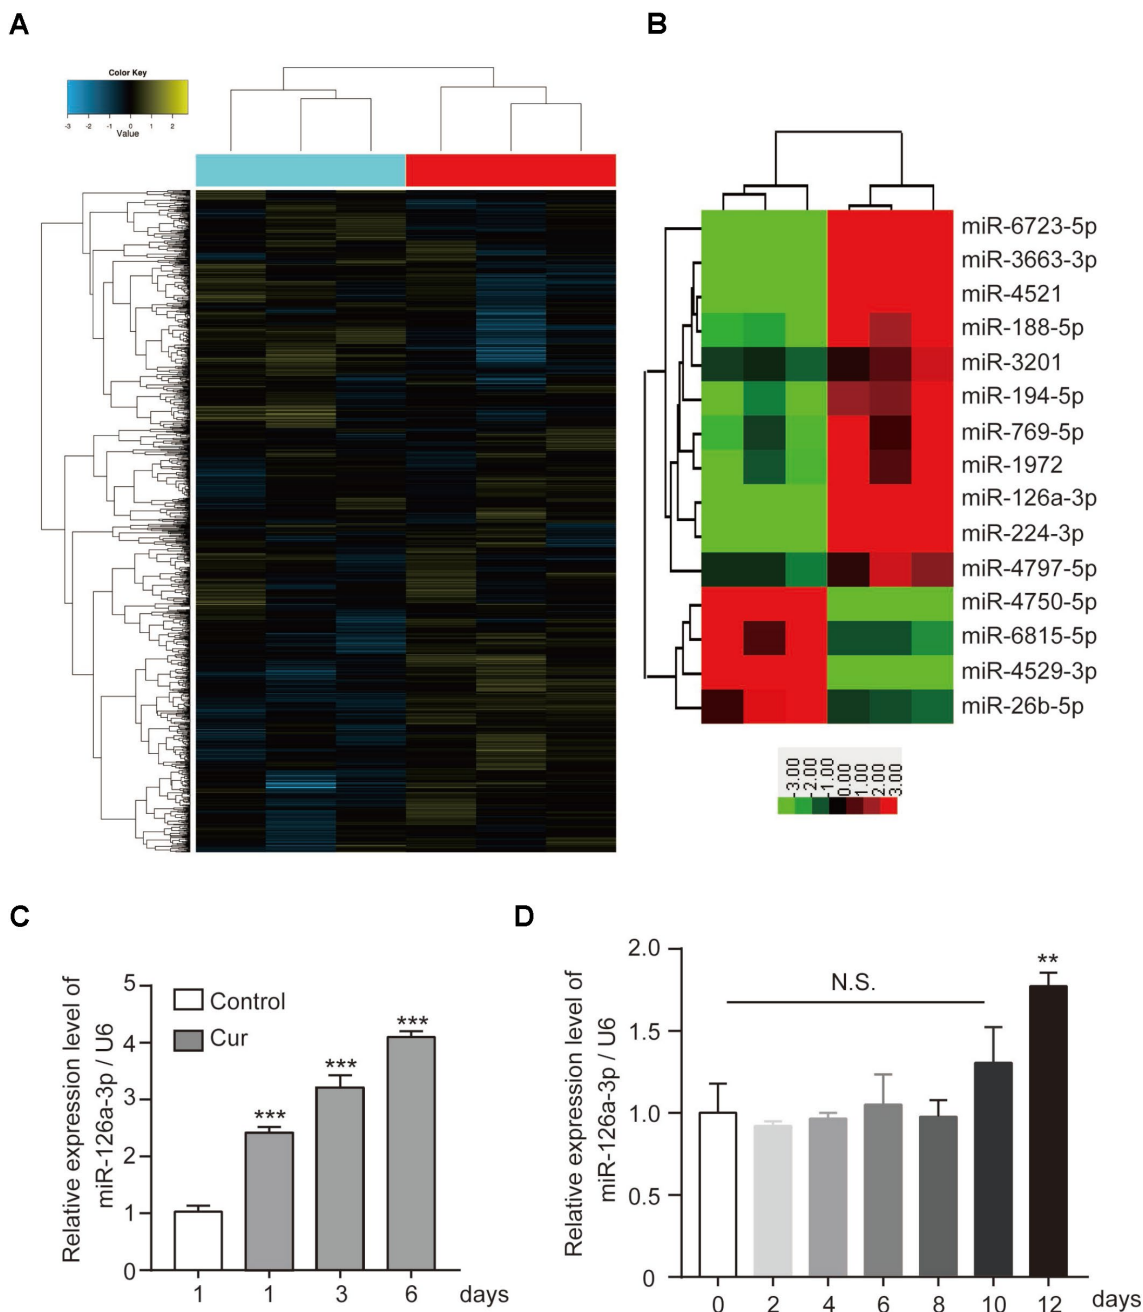 A
B
Color Key
-3 -2 -1 0 1 2
Value
miR-6723-5p
miR-3663-3p
miR-4521
miR-188-5p
miR-3201
miR-194-5p
miR-769-5p
miR-1972
miR-126a-3p
miR-224-3p
miR-4797-5p
miR-4750-5p
miR-6815-5p
miR-4529-3p
miR-26b-5p
-3.00
-2.00
-1.00
0.00
1.00
2.00
3.00
C
D
Relative expression level of
miR-126a-3p / U6
5
4
3
2
1
0
Control
Cur
***
***
***
1 1 3 6 days
Relative expression level of
miR-126a-3p / U6
2.0
1.5
1.0
0.5
0
N.S.
**
0 2 4 6 8 10 12 days